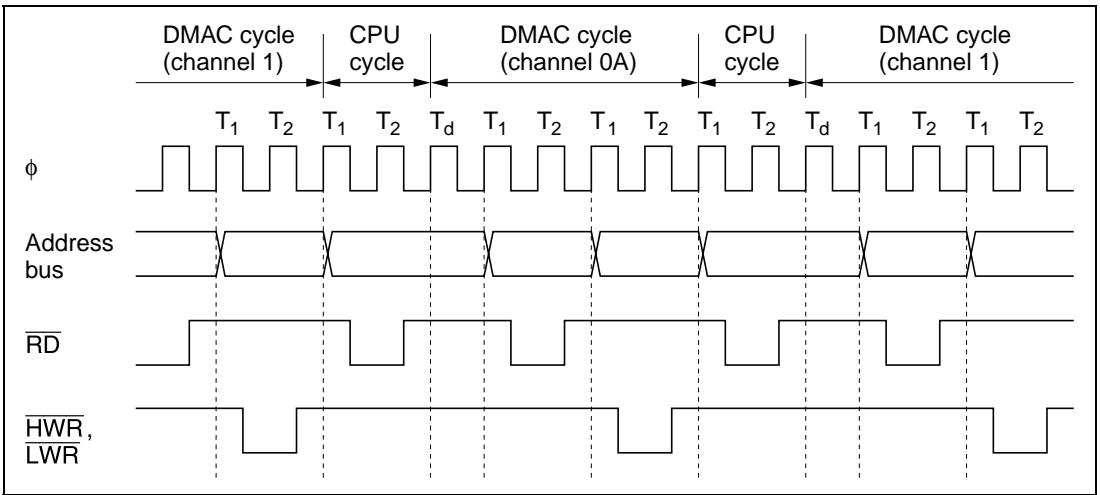 DMAC cycle (channel 1)
CPU cycle
DMAC cycle (channel 0A)
CPU cycle
DMAC cycle (channel 1)
T1 T2 T1 T2 Td T1 T2 T1 T2 T1 T2 Td T1 T2 T1 T2
φ
Address bus
RD
HWR,
LWR